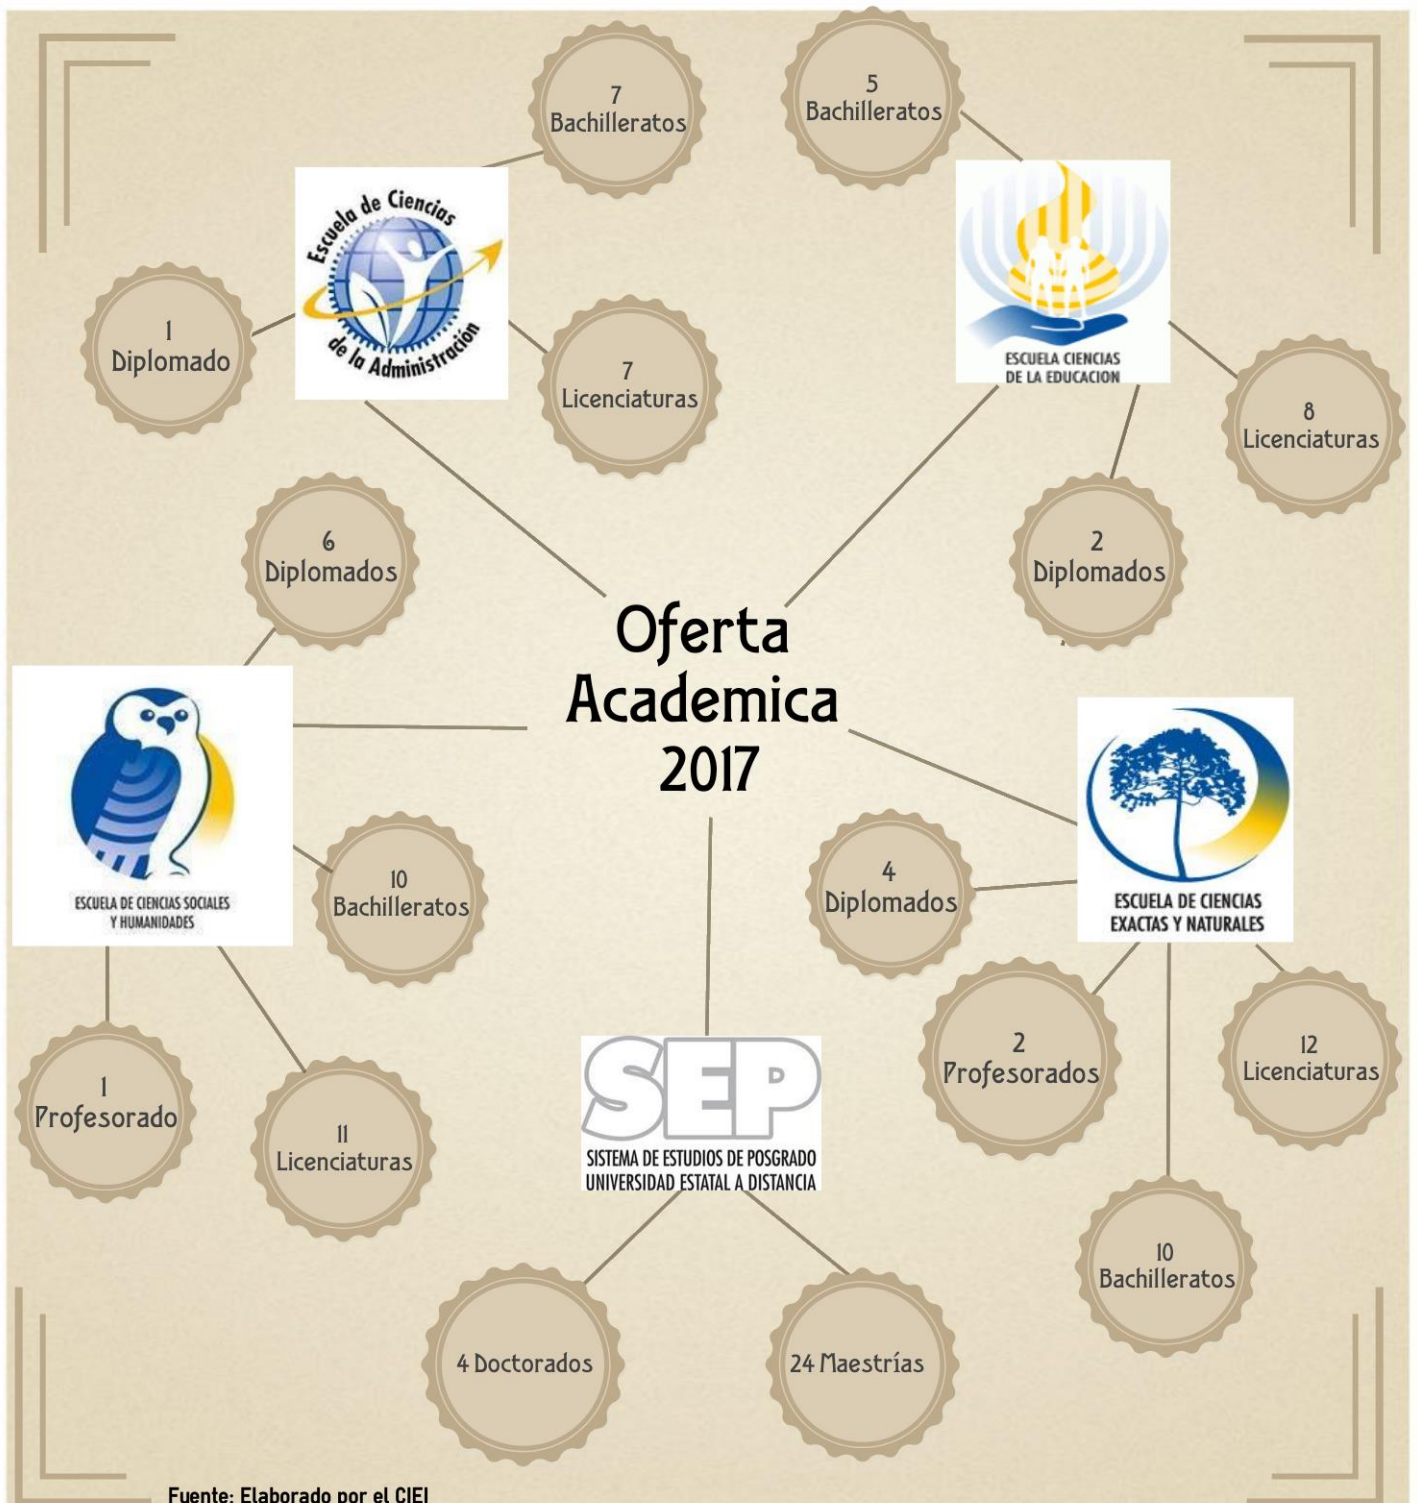 7
Bachilleratos
5
Bachilleratos
Escuela de Ciencias
de la Administración
1
Diplomado
7
Licenciaturas
ESCUELA CIENCIAS
DE LA EDUCACION
8
Licenciaturas
2
Diplomados
6
Diplomados
Oferta
Academica
2017
ESCUELA DE CIENCIAS SOCIALES
Y HUMANIDADES
10
Bachilleratos
1
Profesorado
11
Licenciaturas
4
Diplomados
ESCUELA DE CIENCIAS
EXACTAS Y NATURALES
2
Profesorados
12
Licenciaturas
10
Bachilleratos
SEP
SISTEMA DE ESTUDIOS DE POSGRADO
UNIVERSIDAD ESTATAL A DISTANCIA
4 Doctorados
24 Maestrías
Fuente: Elaborado por el CIEI